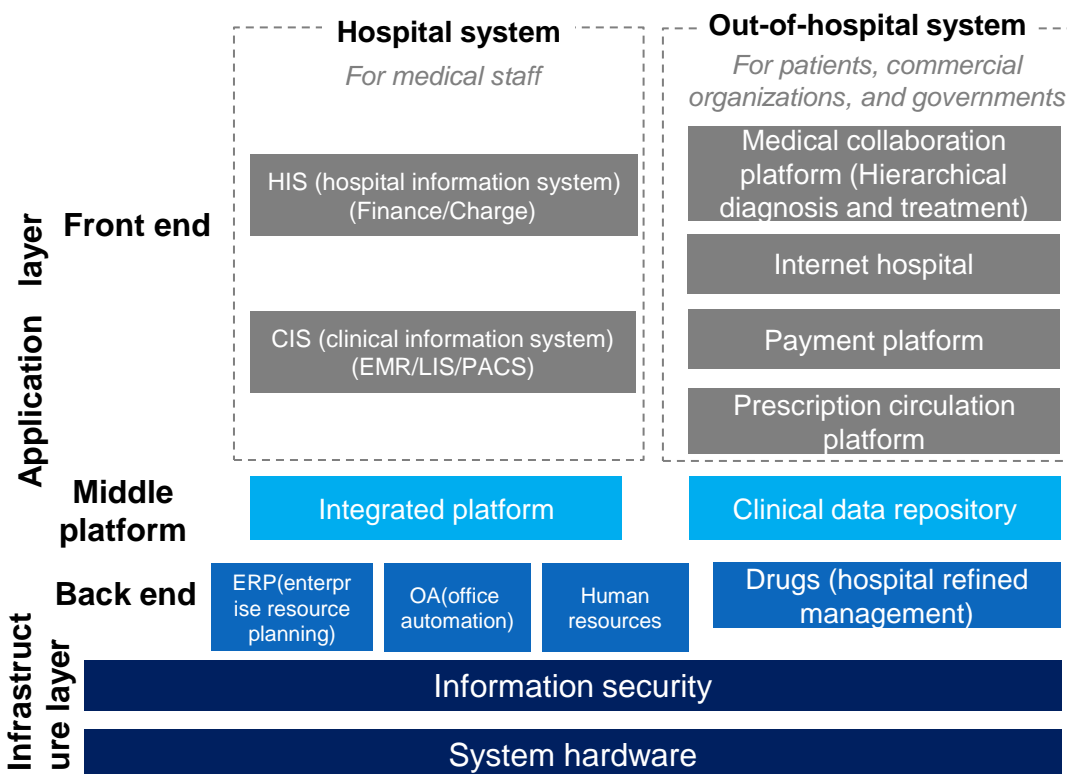 Hospital system
For medical staff
Out-of-hospital system
For patients, commercial
organizations, and governments
Application layer
Front end
HIS (hospital information system)
(Finance/Charge)
CIS (clinical information system)
(EMR/LIS/PACS)
Medical collaboration
platform (Hierarchical
diagnosis and treatment)
Internet hospital
Payment platform
Prescription circulation
platform
Middle
platform
Integrated platform
Clinical data repository
Back end
ERP(enterpr
ise resource
planning)
OA(office
automation)
Human
resources
Drugs (hospital refined
management)
Infrastruct
ure layer
Information security
System hardware